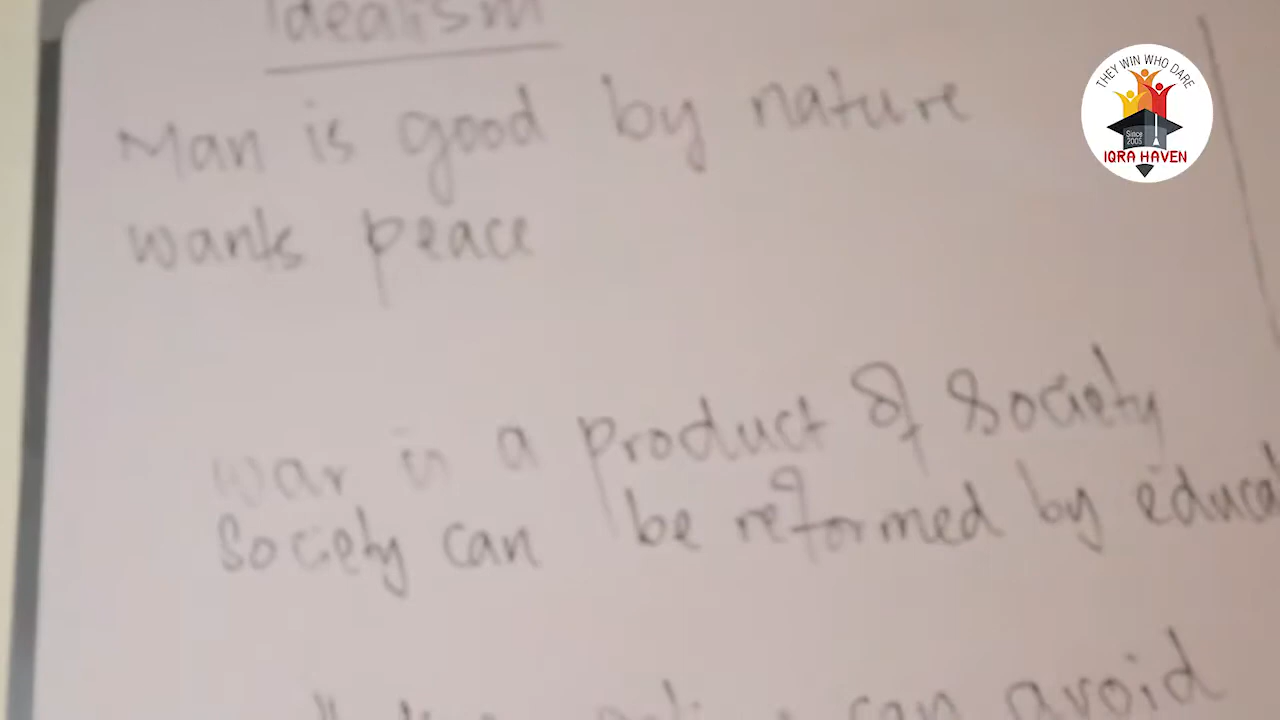 Idealism
Man is good by nature
wants peace
war is a product of society
Society can be reformed by educa
can avoid
THEY WIN WHO DARE
Since
2005
IQRA HAVEN